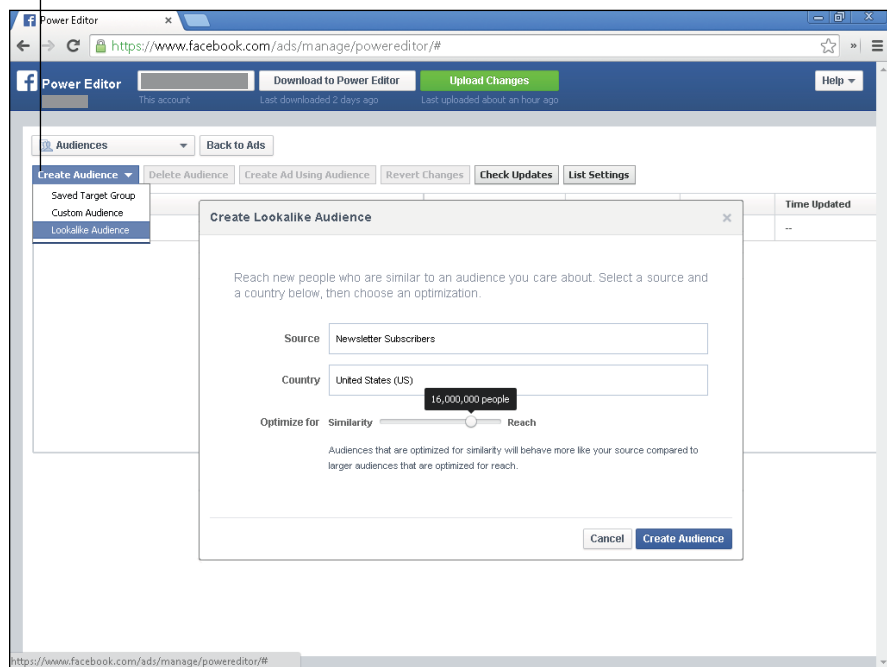 Power Editor
https://www.facebook.com/ads/manage/powereditor/#
Power Editor
Download to Power Editor
Upload Changes
Help
This account
Last downloaded 2 days ago
Last uploaded about an hour ago
Audiences
Back to Ads
Create Audience
Delete Audience
Create Ad Using Audience
Revert Changes
Check Updates
List Settings
Saved Target Group
Custom Audience
Lookalike Audience
Time Updated
--
Create Lookalike Audience
Reach new people who are similar to an audience you care about. Select a source and
a country below, then choose an optimization.
Source
Newsletter Subscribers
Country
United States (US)
16,000,000 people
Optimize for
Similarity
Reach
Audiences that are optimized for similarity will behave more like your source compared to
larger audiences that are optimized for reach.
Cancel
Create Audience
https://www.facebook.com/ads/manage/powereditor/#